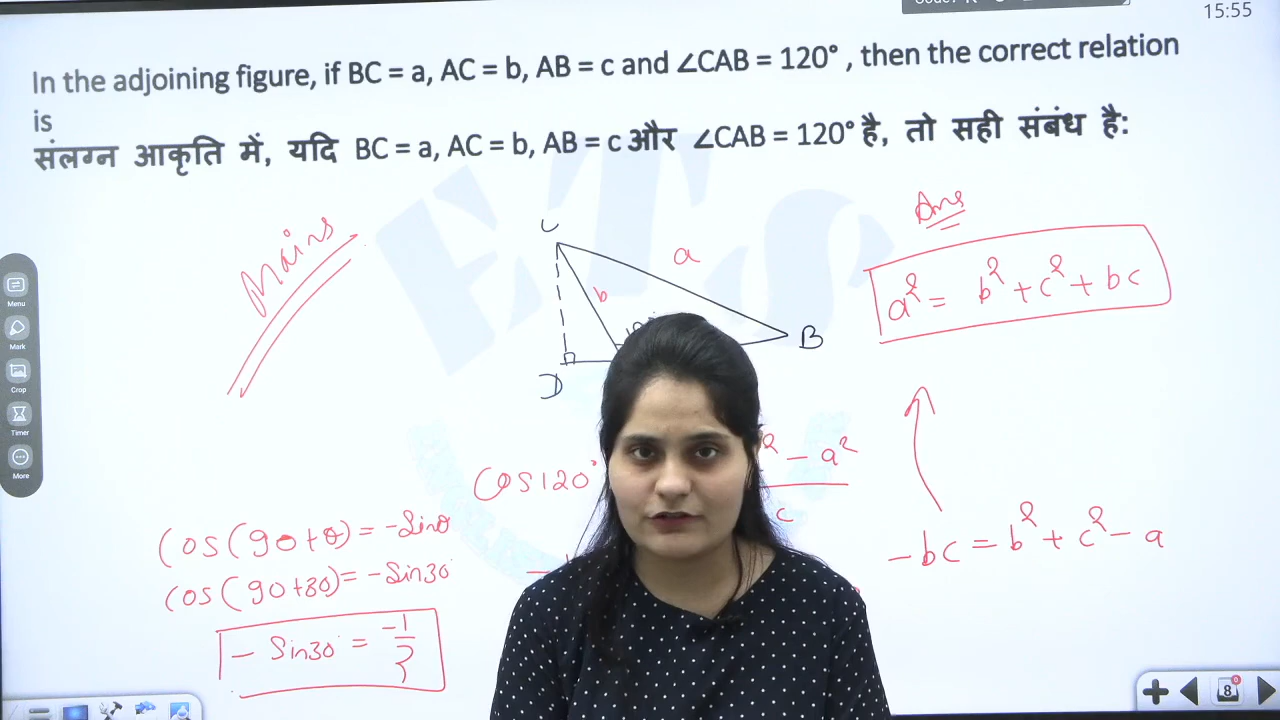 15:55
In the adjoining figure, if BC = a, AC = b, AB = c and ∠CAB = 120° , then the correct relation
is
संलग्न आकृति में, यदि BC = a, AC = b, AB = c और ∠CAB = 120° है, तो सही संबंध है:
Mains
Ans
a² = b² + c² + bc
C
a
b
B
D
Cos120°
² - a²
c
Cos(90+θ) = -Sinθ
Cos(90+30) = -Sin30
- Sin30° = -1/2
-bc = b² + c² - a
Menu
Mark
Crop
Timer
More
8